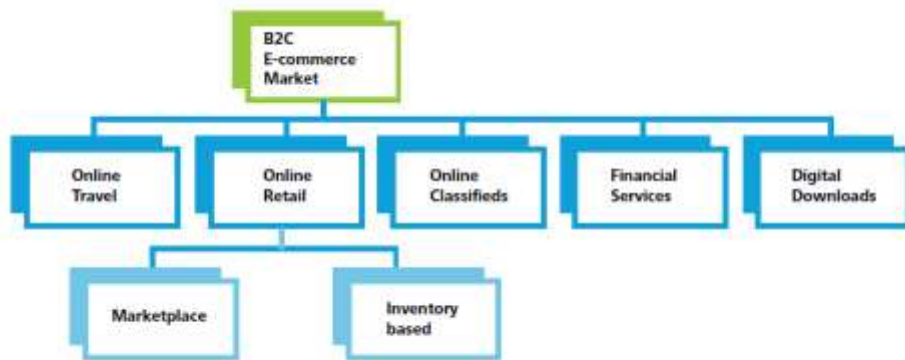 B2C
E-commerce
Market
Online
Travel
Online
Retail
Online
Classifieds
Financial
Services
Digital
Downloads
Marketplace
Inventory
based